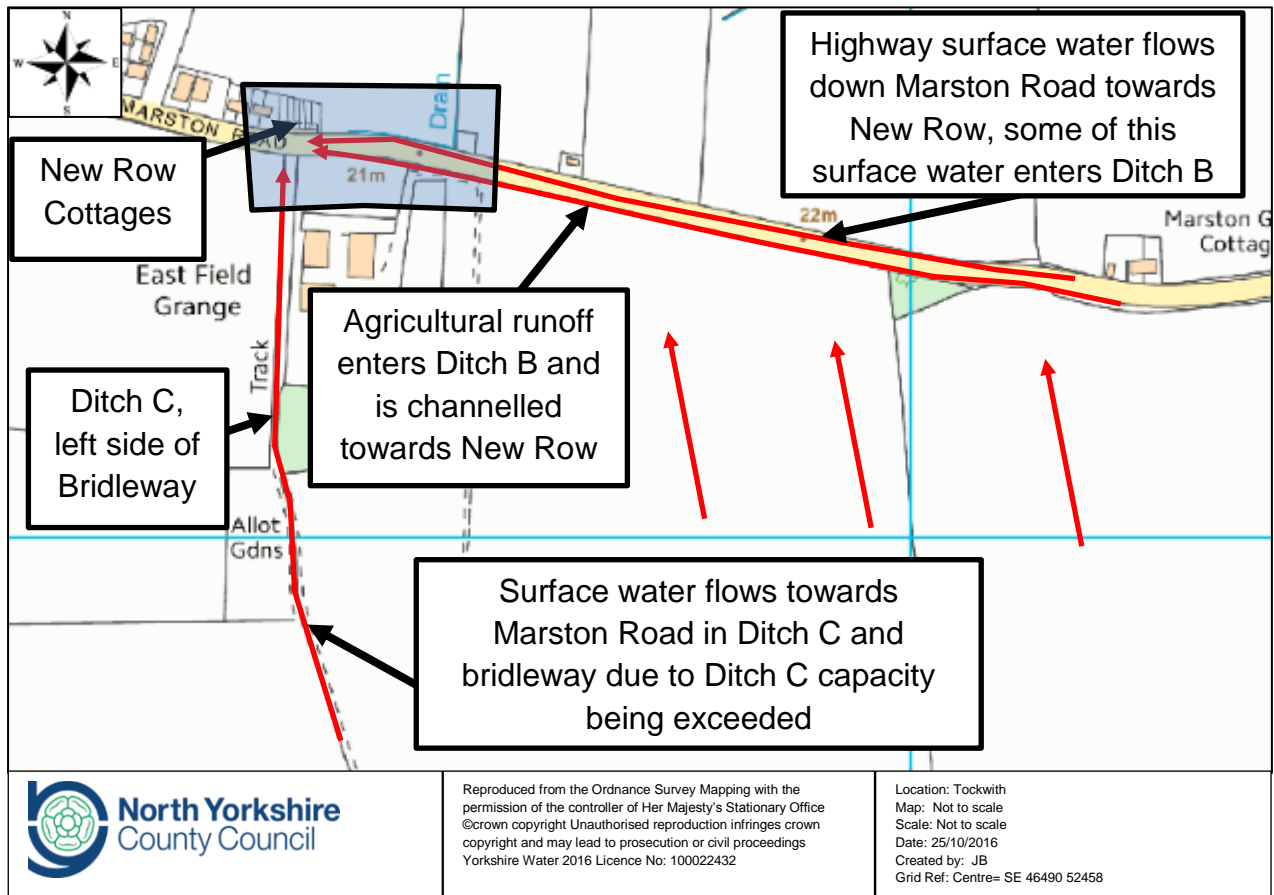 N
W
E
S
Highway surface water flows
down Marston Road towards
New Row, some of this
surface water enters Ditch B
MARSTON ROAD
Drain
New Row
Cottages
21m
22m
Marston G
Cottag
East Field
Grange
Agricultural runoff
enters Ditch B and
is channelled
towards New Row
Track
Ditch C,
left side of
Bridleway
Allot
Gdns
Surface water flows towards
Marston Road in Ditch C and
bridleway due to Ditch C capacity
being exceeded
North Yorkshire
County Council
Reproduced from the Ordnance Survey Mapping with the
permission of the controller of Her Majesty's Stationary Office
©crown copyright Unauthorised reproduction infringes crown
copyright and may lead to prosecution or civil proceedings
Yorkshire Water 2016 Licence No: 100022432
Location: Tockwith
Map: Not to scale
Scale: Not to scale
Date: 25/10/2016
Created by: JB
Grid Ref: Centre= SE 46490 52458